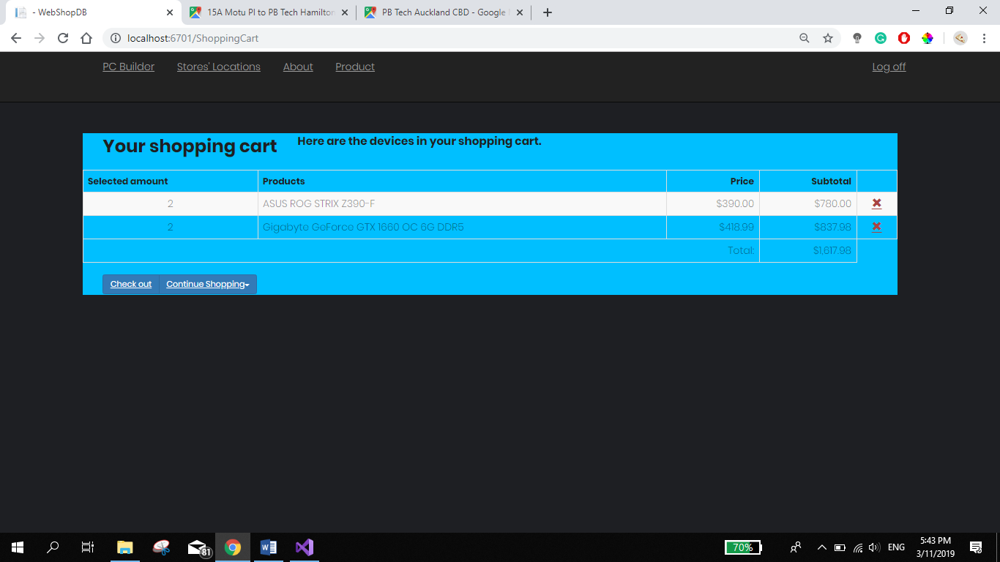 - WebShopDB
15A Motu Pl to PB Tech Hamilton
PB Tech Auckland CBD - Google
localhost:6701/ShoppingCart
PC Builder Stores' Locations About Product Log off
Your shopping cart Here are the devices in your shopping cart.
Selected amount Products Price Subtotal
2 ASUS ROG STRIX Z390-F $390.00 $780.00
2 Gigabyte GeForce GTX 1660 OC 6G DDR5 $418.99 $837.98
Total: $1,617.98
Check out Continue Shopping
81
70%
ENG
5:43 PM
3/11/2019